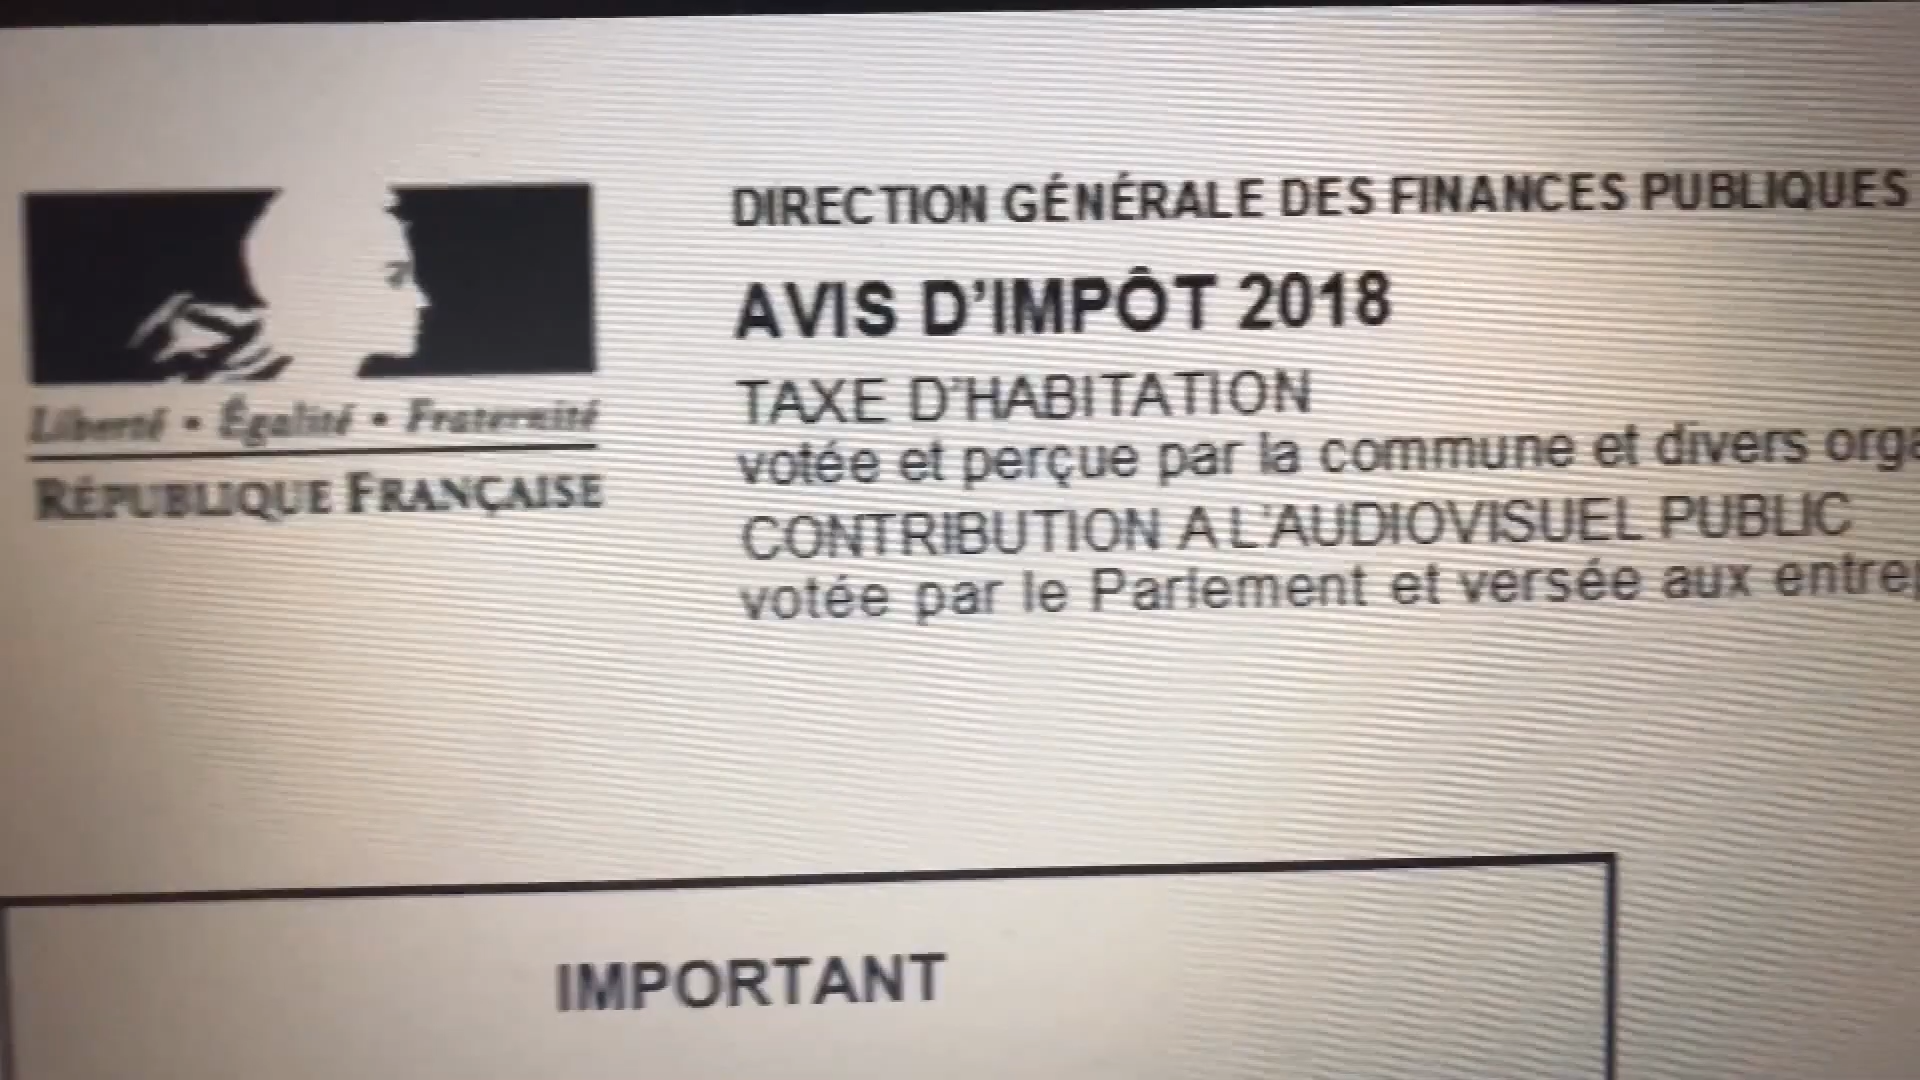 Liberté • Égalité • Fraternité
RÉPUBLIQUE FRANÇAISE
DIRECTION GÉNÉRALE DES FINANCES PUBLIQUES
AVIS D'IMPÔT 2018
TAXE D'HABITATION
votée et perçue par la commune et divers
CONTRIBUTION A L'AUDIOVISUEL PUBLIC
votée par le Parlement et versée aux
IMPORTANT